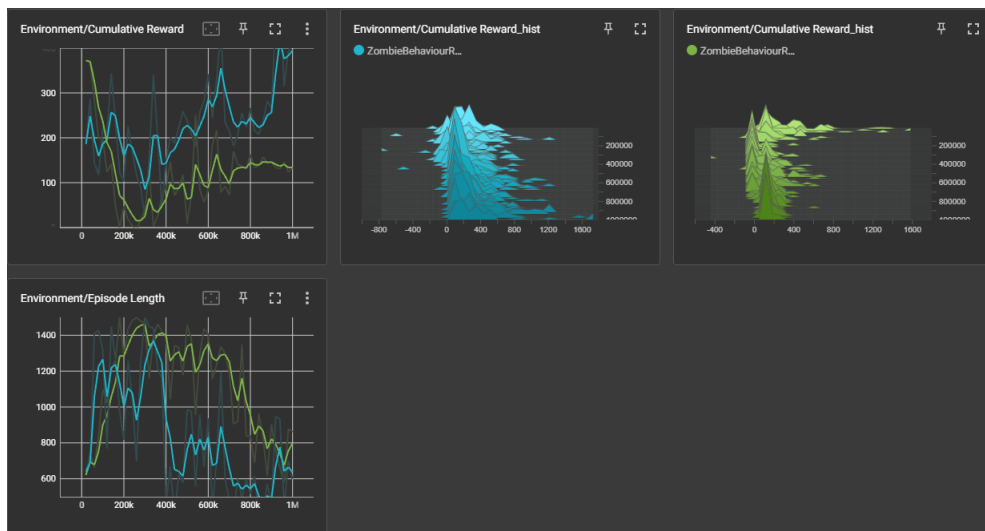 Environment/Cumulative Reward
300
200
100
0 200k 400k 600k 800k 1M
Environment/Cumulative Reward_hist
ZombieBehaviourR...
200000
400000
600000
800000
1000000
-800 -400 0 400 800 1200 1600
Environment/Cumulative Reward_hist
ZombieBehaviourR...
200000
400000
600000
800000
1000000
-400 0 400 800 1200 1600
Environment/Episode Length
1400
1200
1000
800
600
0 200k 400k 600k 800k 1M